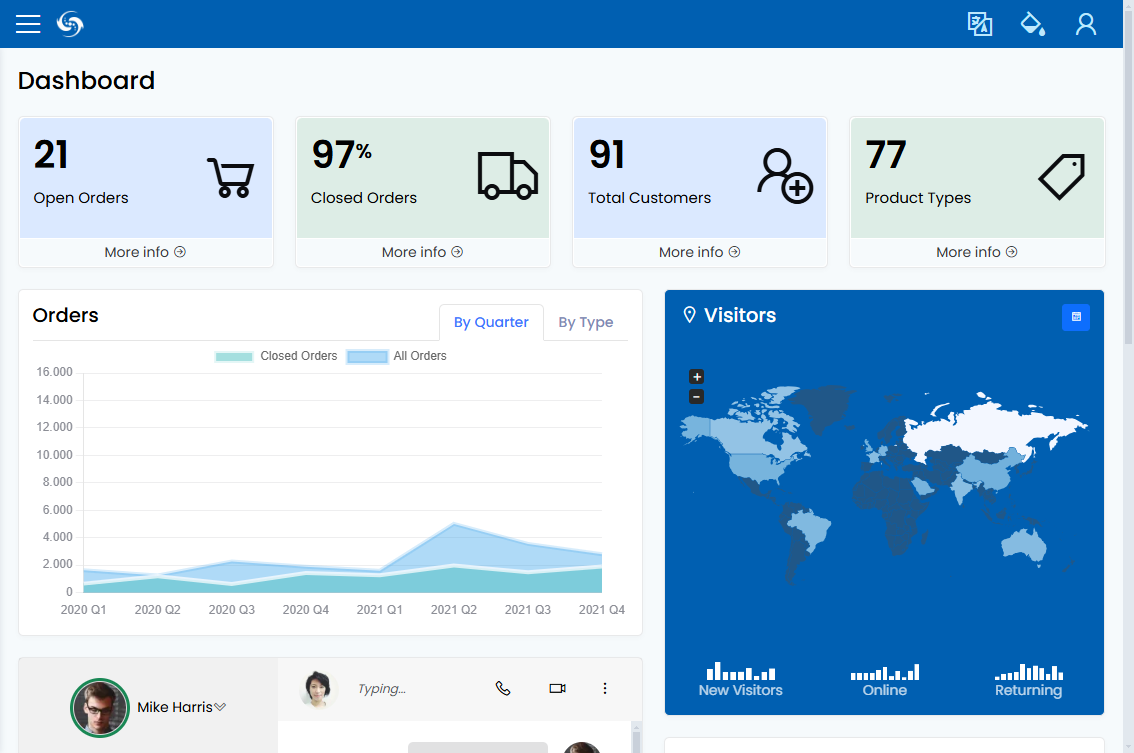 Dashboard
21
Open Orders
More info
97%
Closed Orders
More info
91
Total Customers
More info
77
Product Types
More info
Orders
By Quarter
By Type
Closed Orders
All Orders
16.000
14.000
12.000
10.000
8.000
6.000
4.000
2.000
0
2020 Q1 2020 Q2 2020 Q3 2020 Q4 2021 Q1 2021 Q2 2021 Q3 2021 Q4
Visitors
+
−
New Visitors
Online
Returning
Mike Harris
Typing...